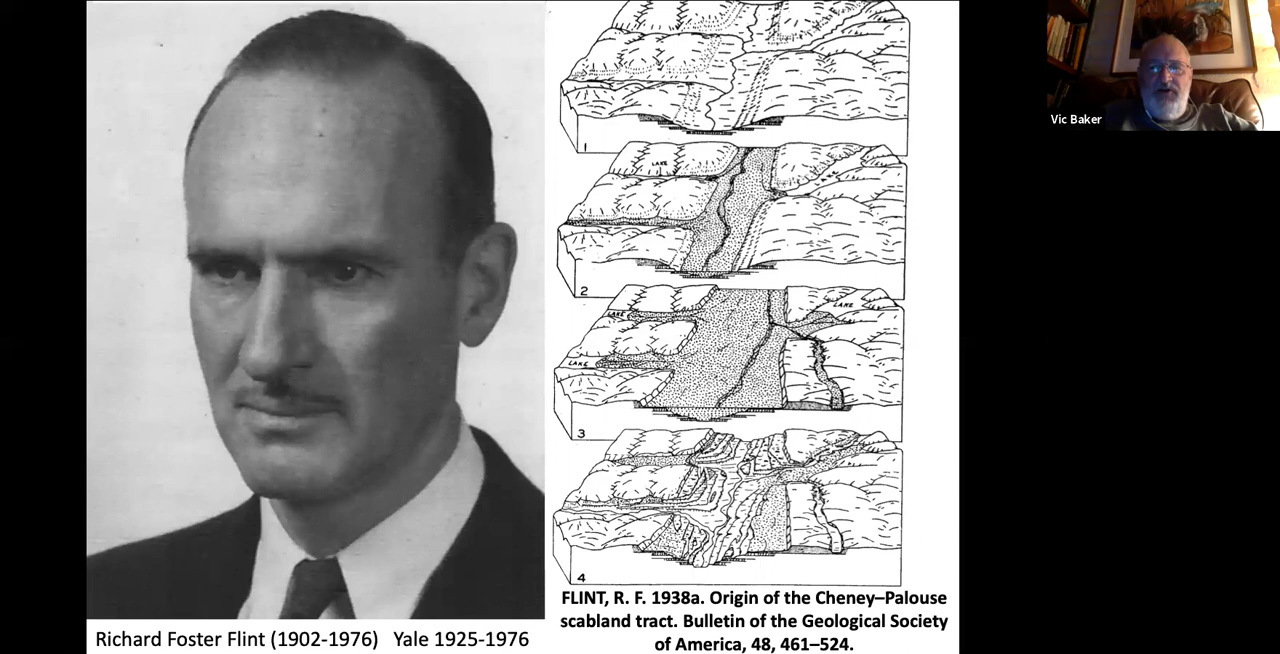 LAKE
1
LAKE
2
LAKE
LAKE
LAKE
3
4
FLINT, R. F. 1938a. Origin of the Cheney–Palouse
scabland tract. Bulletin of the Geological Society
of America, 48, 461–524.
Richard Foster Flint (1902-1976) Yale 1925-1976
Vic Baker